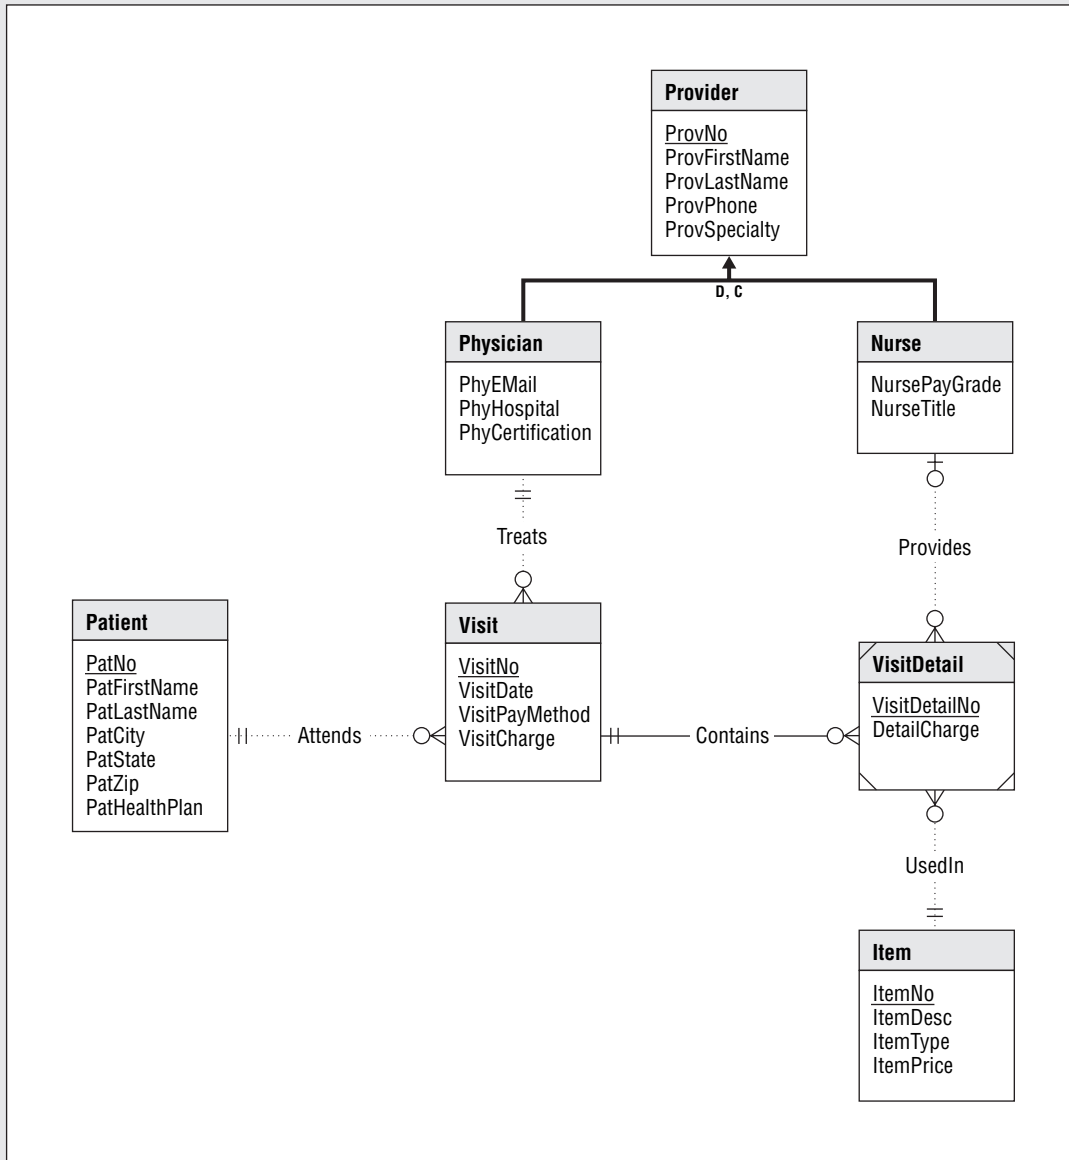 Provider
ProvNo
ProvFirstName
ProvLastName
ProvPhone
ProvSpecialty
D, C
Physician
PhyEMail
PhyHospital
PhyCertification
Nurse
NursePayGrade
NurseTitle
Treats
Provides
Patient
PatNo
PatFirstName
PatLastName
PatCity
PatState
PatZip
PatHealthPlan
Attends
Visit
VisitNo
VisitDate
VisitPayMethod
VisitCharge
Contains
VisitDetail
VisitDetailNo
DetailCharge
UsedIn
Item
ItemNo
ItemDesc
ItemType
ItemPrice